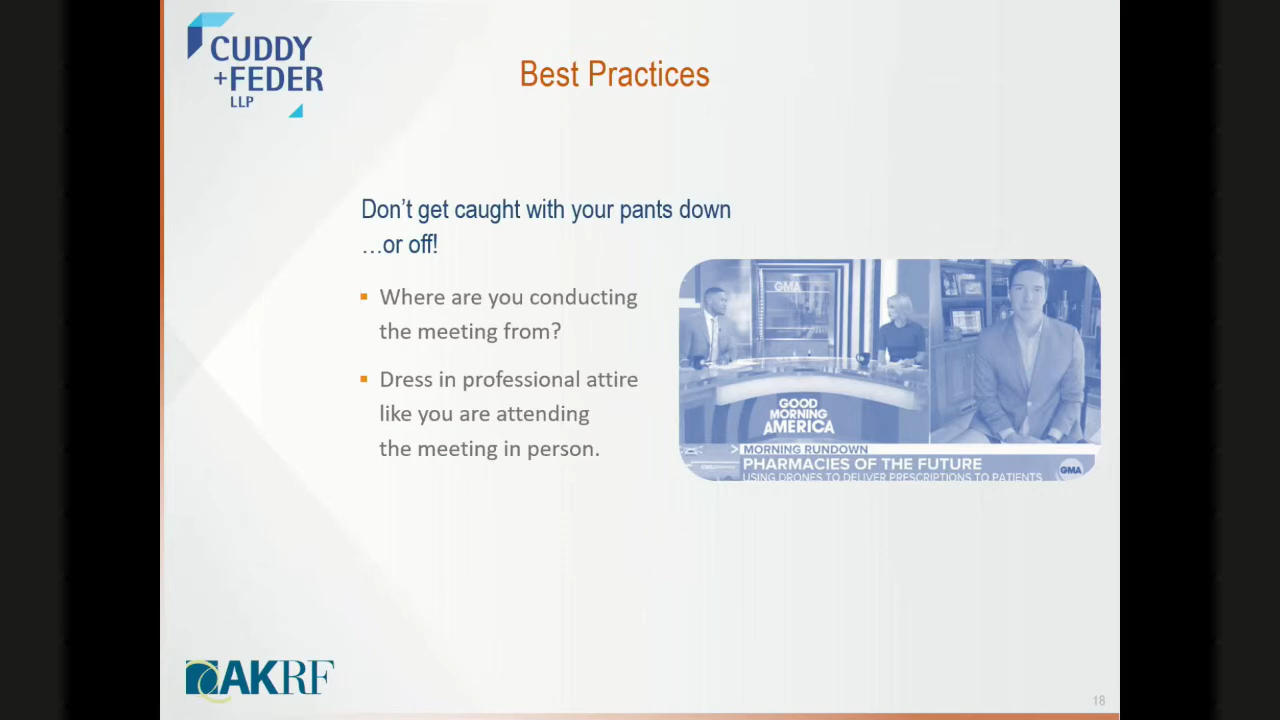 CUDDY
+FEDER
LLP
Best Practices
Don't get caught with your pants down
…or off!
▪ Where are you conducting
the meeting from?
▪ Dress in professional attire
like you are attending
the meeting in person.
GMA
GOOD
MORNING
AMERICA
MORNING RUNDOWN
PHARMACIES OF THE FUTURE
USING DRONES TO DELIVER PRESCRIPTIONS TO PATIENTS
GMA
AKRF
18